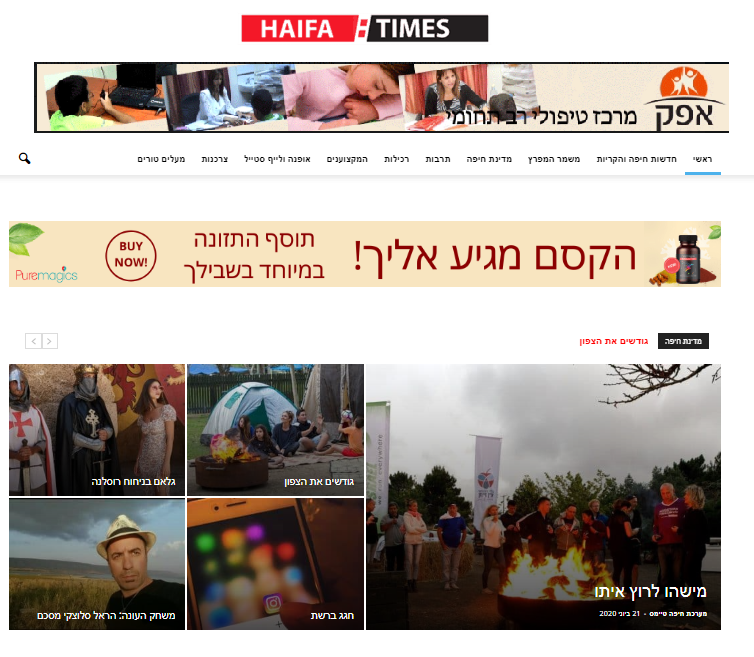 HAIFA TIMES
אפק
מרכז טיפולי רב תחומי
ראשי חדשות חיפה והקריות משמר המפרץ מדינת חיפה תרבות רכילות המקצוענים אופנה ולייף סטייל צרכנות מעלים טורים
הקסם מגיע אליך!
תוסף התזונה
במיוחד בשבילך
BUY
NOW!
Puremagics
מדינת חיפה גודשים את הצפון
מישהו לרוץ איתו
מערכת חיפה טיימס - 21 ביוני 2020
גודשים את הצפון
גלאם בניחוח רוסלנה
חגג ברשת
משחק העונה: הראל סלוצקי מסכם